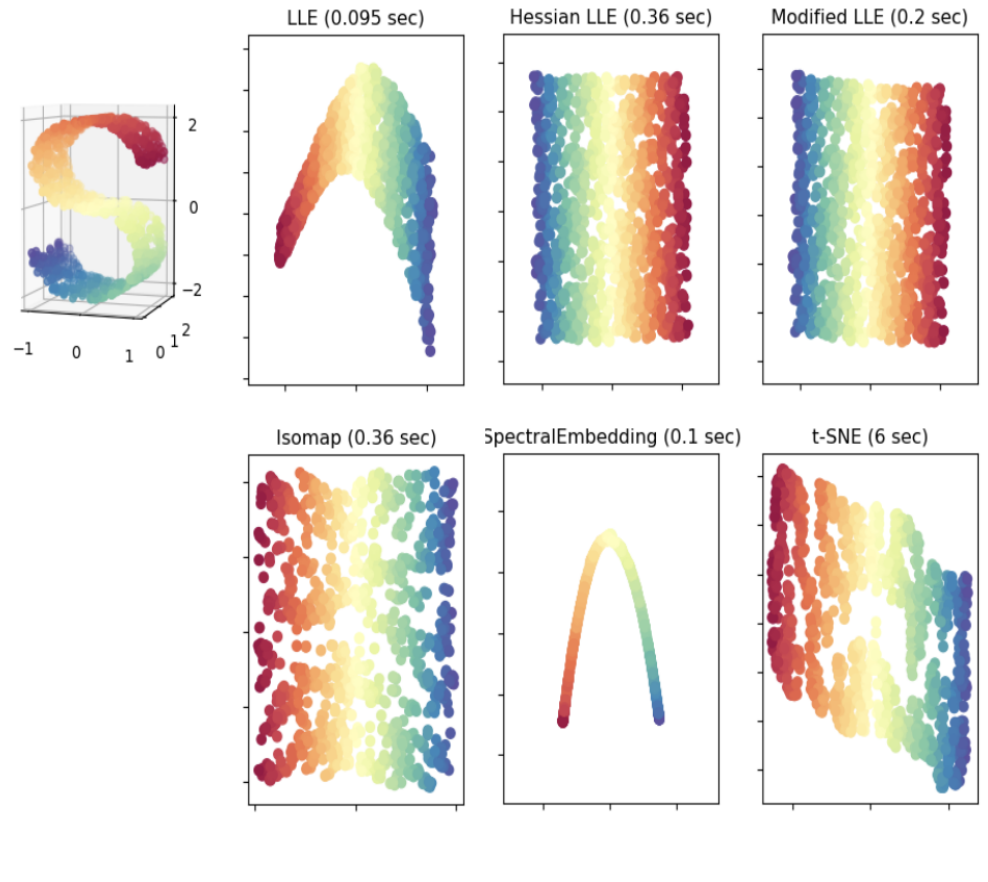 LLE (0.095 sec)
Hessian LLE (0.36 sec)
Modified LLE (0.2 sec)
2
0
−2
−1
0
1
0
1
2
Isomap (0.36 sec)
SpectralEmbedding (0.1 sec)
t-SNE (6 sec)